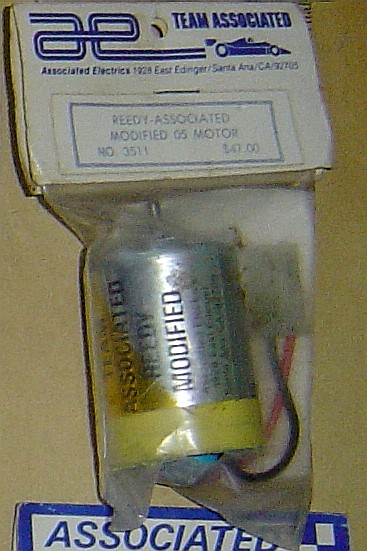 ae TEAM ASSOCIATED
Associated Electrics 1928 East Edinger/Santa Ana/CA/92705
REEDY-ASSOCIATED
MODIFIED 05 MOTOR
NO. 3511 $47.00
TEAM
ASSOCIATED
REEDY
MODIFIED
ASSOCIATED